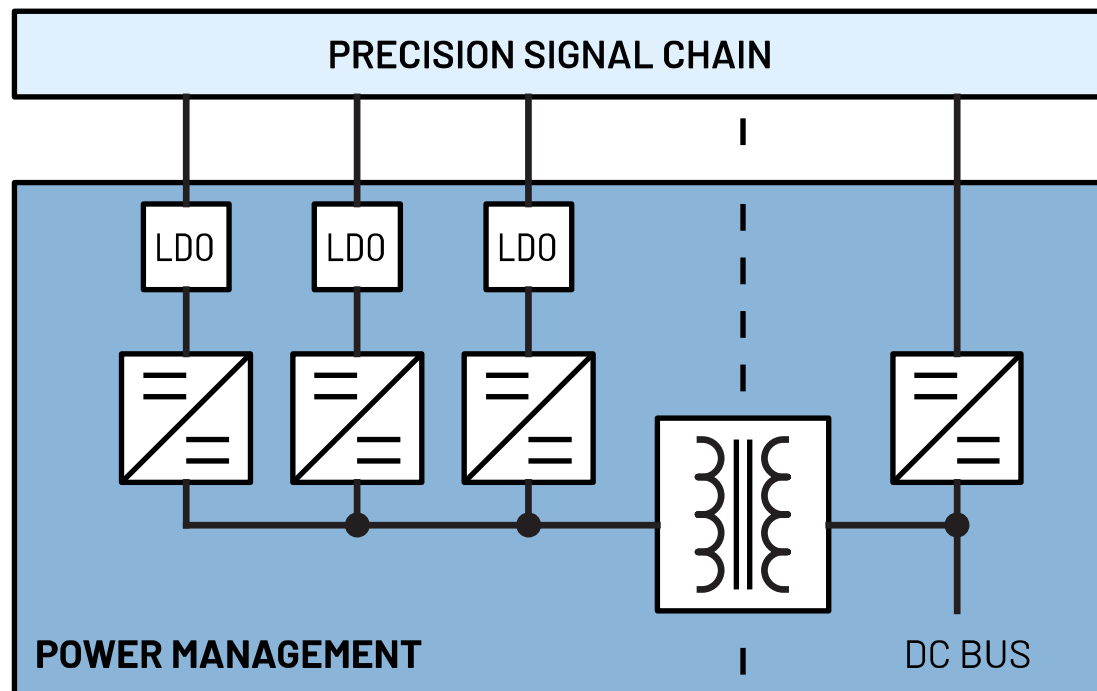 PRECISION SIGNAL CHAIN
LDO
LDO
LDO
POWER MANAGEMENT
DC BUS